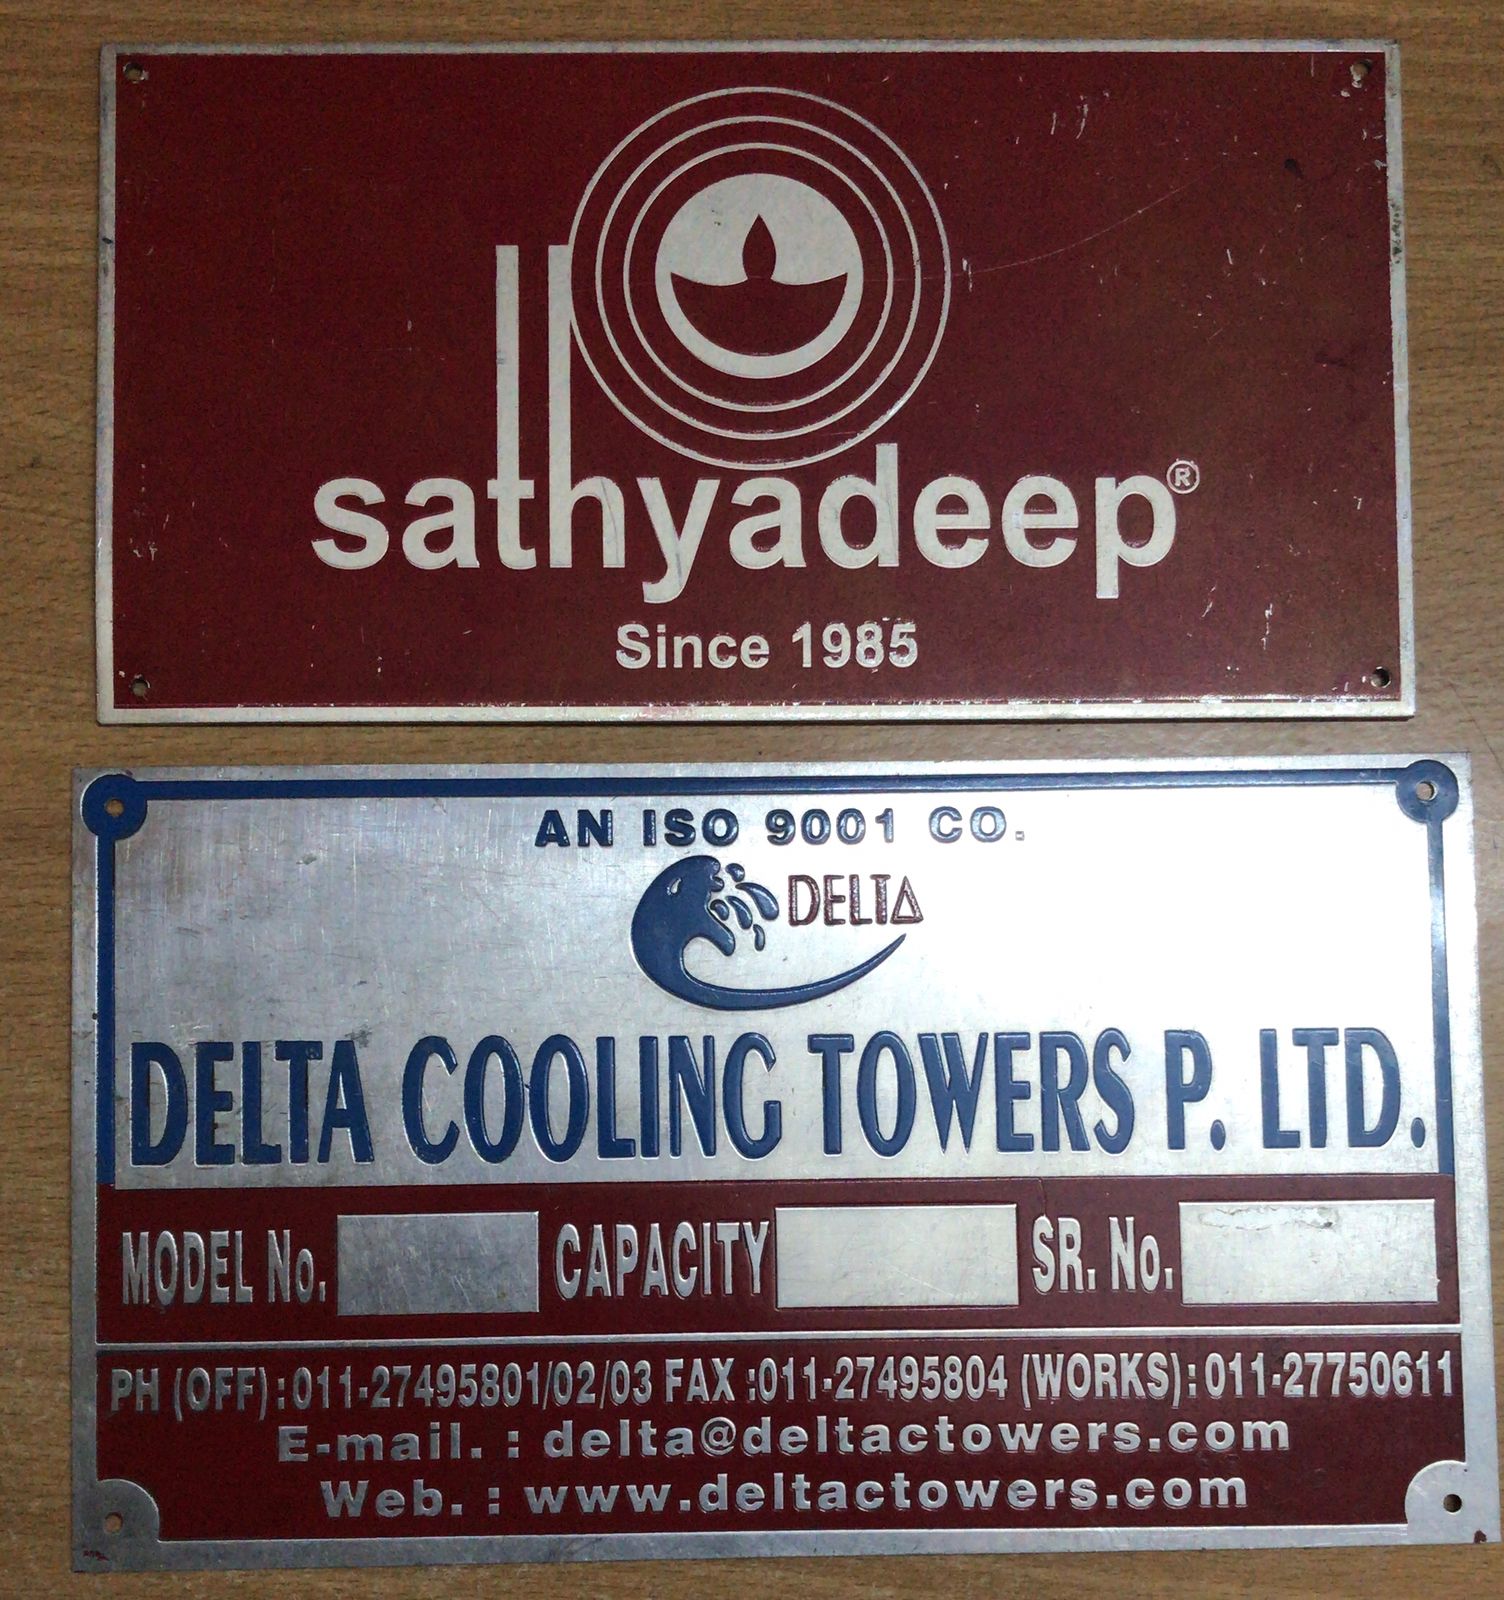 sathyadeep®
Since 1985
AN ISO 9001 CO.
DELTA
DELTA COOLING TOWERS P. LTD.
MODEL No. CAPACITY SR. No.
PH (OFF):011-27495801/02/03 FAX :011-27495804 (WORKS):011-27750611
E-mail. : delta@deltactowers.com
Web. : www.deltactowers.com